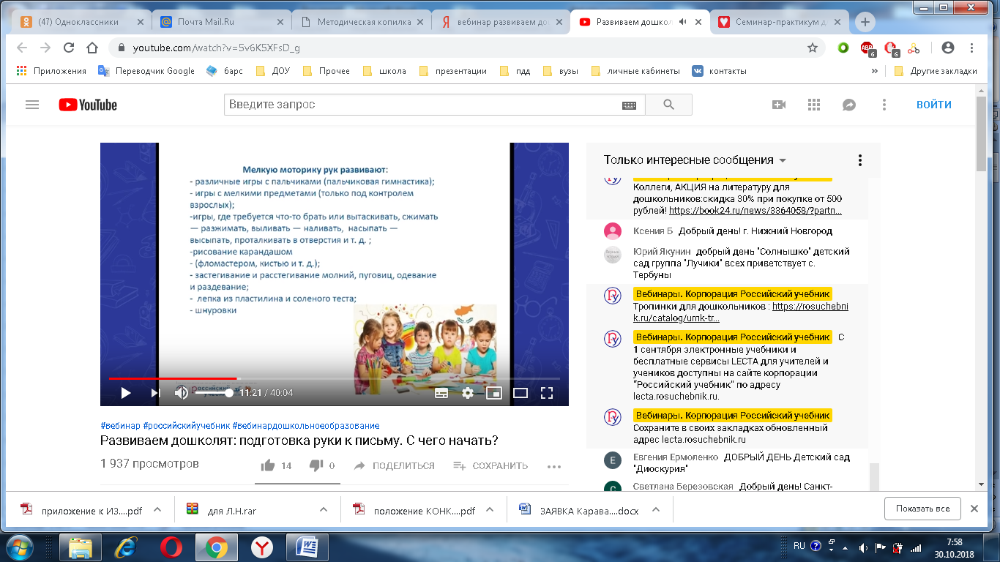 (47) Одноклассники
Почта Mail.Ru
Методическая копилка
вебинар развиваем до
Развиваем дошкол
Семинар-практикум д
youtube.com/watch?v=5v6K5XFsD_g
ABP
6
6
Приложения
Переводчик Google
барс
ДОУ
Прочее
школа
презентации
пдд
вузы
личные кабинеты
контакты
»
Другие закладки
YouTube
Введите запрос
ВОЙТИ
Мелкую моторику рук развивают:
- различные игры с пальчиками (пальчиковая гимнастика);
- игры с мелкими предметами (только под контролем
взрослых);
-игры, где требуется что-то брать или вытаскивать, сжимать
— разжимать, выливать — наливать, насыпать —
высыпать, проталкивать в отверстия и т. д. ;
-рисование карандашом
- (фломастером, кистью и т. д.);
- застегивание и расстегивание молний, пуговиц, одевание
и раздевание;
- лепка из пластилина и соленого теста;
- шнуровки
11:21 / 40:04
#вебинар #российскийучебник #вебинардошкольноеобразование
Развиваем дошколят: подготовка руки к письму. С чего начать?
1 937 просмотров
14
0
ПОДЕЛИТЬСЯ
СОХРАНИТЬ
Только интересные сообщения
Коллеги, АКЦИЯ на литературу для
дошкольников:скидка 30% при покупке от 500
рублей! https://book24.ru/news/3364058/?partn...
Ксения Б Добрый день! г. Нижний Новгород
Юрий Якунин добрый день "Солнышко" детский
сад группа "Лучики" всех приветствует с.
Тербуны
Вебинары. Корпорация Российский учебник
Тропинки для дошкольников : https://rosuchebni
k.ru/catalog/umk-tr...
Вебинары. Корпорация Российский учебник С
1 сентября электронные учебники и
бесплатные сервисы LECTA для учителей и
учеников доступны на сайте корпорации
"Российский учебник" по адресу
lecta.rosuchebnik.ru.
Вебинары. Корпорация Российский учебник
Сохраните в своих закладках обновленный
адрес lecta.rosuchebnik.ru
Е
Евгения Ермоленко ДОБРЫЙ ДЕНЬ Детский сад
"Диоскурия"
Светлана Березовская Добрый день! Санкт-
приложение к ИЗ....pdf
для Л.Н.rar
положение КОНК....pdf
ЗАЯВКА Карава....docx
Показать все
RU
7:58
30.10.2018